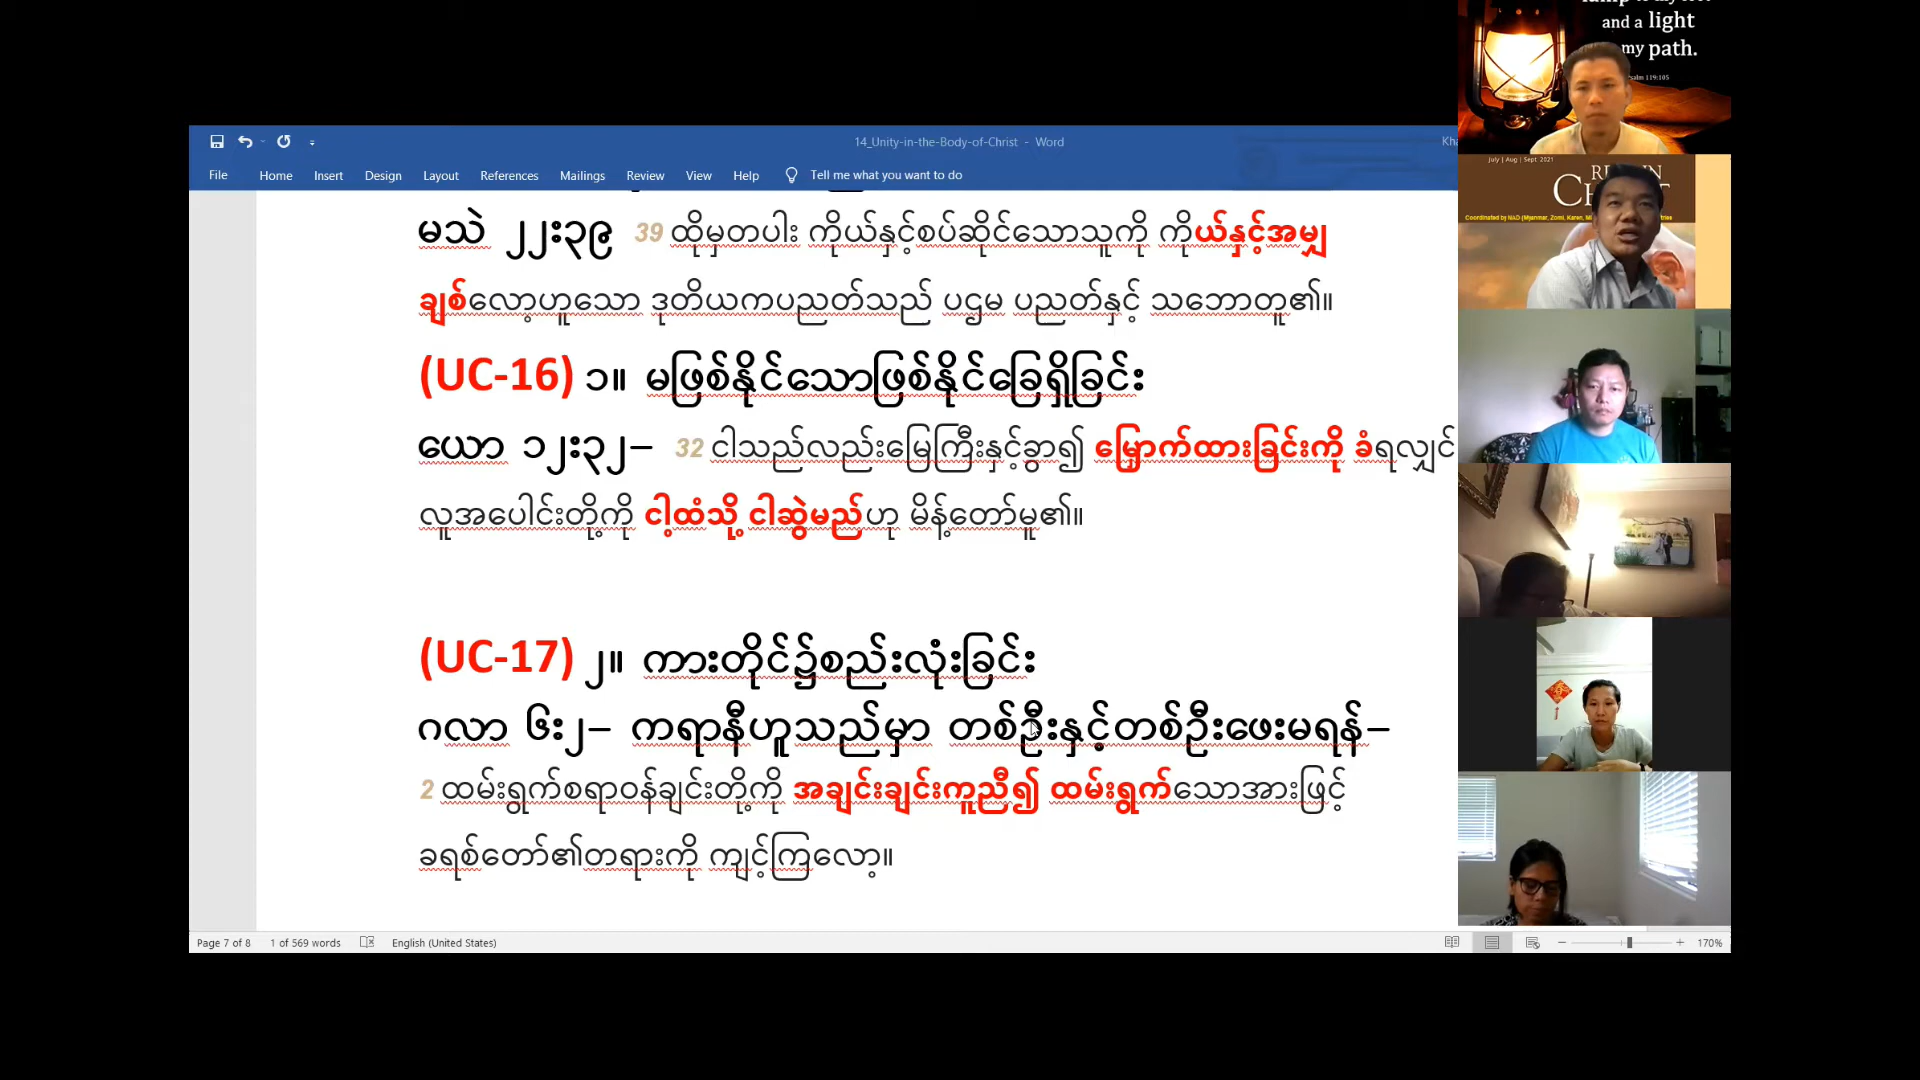 and a light
my path.
14_Unity-in-the-Body-of-Christ - Word
File Home Insert Design Layout References Mailings Review View Help Tell me what you want to do
မသဲ ၂၂း၃၉ 39 ထိုမှတပါး ကိုယ်နှင့်စပ်ဆိုင်သောသူကို ကိုယ်နှင့်အမျှ
ချစ်လော့ဟူသော ဒုတိယကပညတ်သည် ပဌမ ပညတ်နှင့် သဘောတူ၏။
(UC-16) ၁။ မဖြစ်နိုင်သောဖြစ်နိုင်ခြေရှိခြင်း
ယော ၁၂း၃၂– 32 ငါသည်လည်းမြေကြီးနှင့်ခွာ၍ မြှောက်ထားခြင်းကို ခံရလျှင်
လူအပေါင်းတို့ကို ငါ့ထံသို့ ငါဆွဲမည်ဟု မိန့်တော်မူ၏။
(UC-17) ၂။ ကားတိုင်၌စည်းလုံးခြင်း
ဂလာ ၆း၂– ကရာနီဟူသည်မှာ တစ်ဦးနှင့်တစ်ဦးဖေးမရန်–
2 ထမ်းရွက်စရာဝန်ချင်းတို့ကို အချင်းချင်းကူညီ၍ ထမ်းရွက်သောအားဖြင့်
ခရစ်တော်၏တရားကို ကျင့်ကြလော့။
July | Aug | Sept 2021
Page 7 of 8 1 of 569 words English (United States) 170%